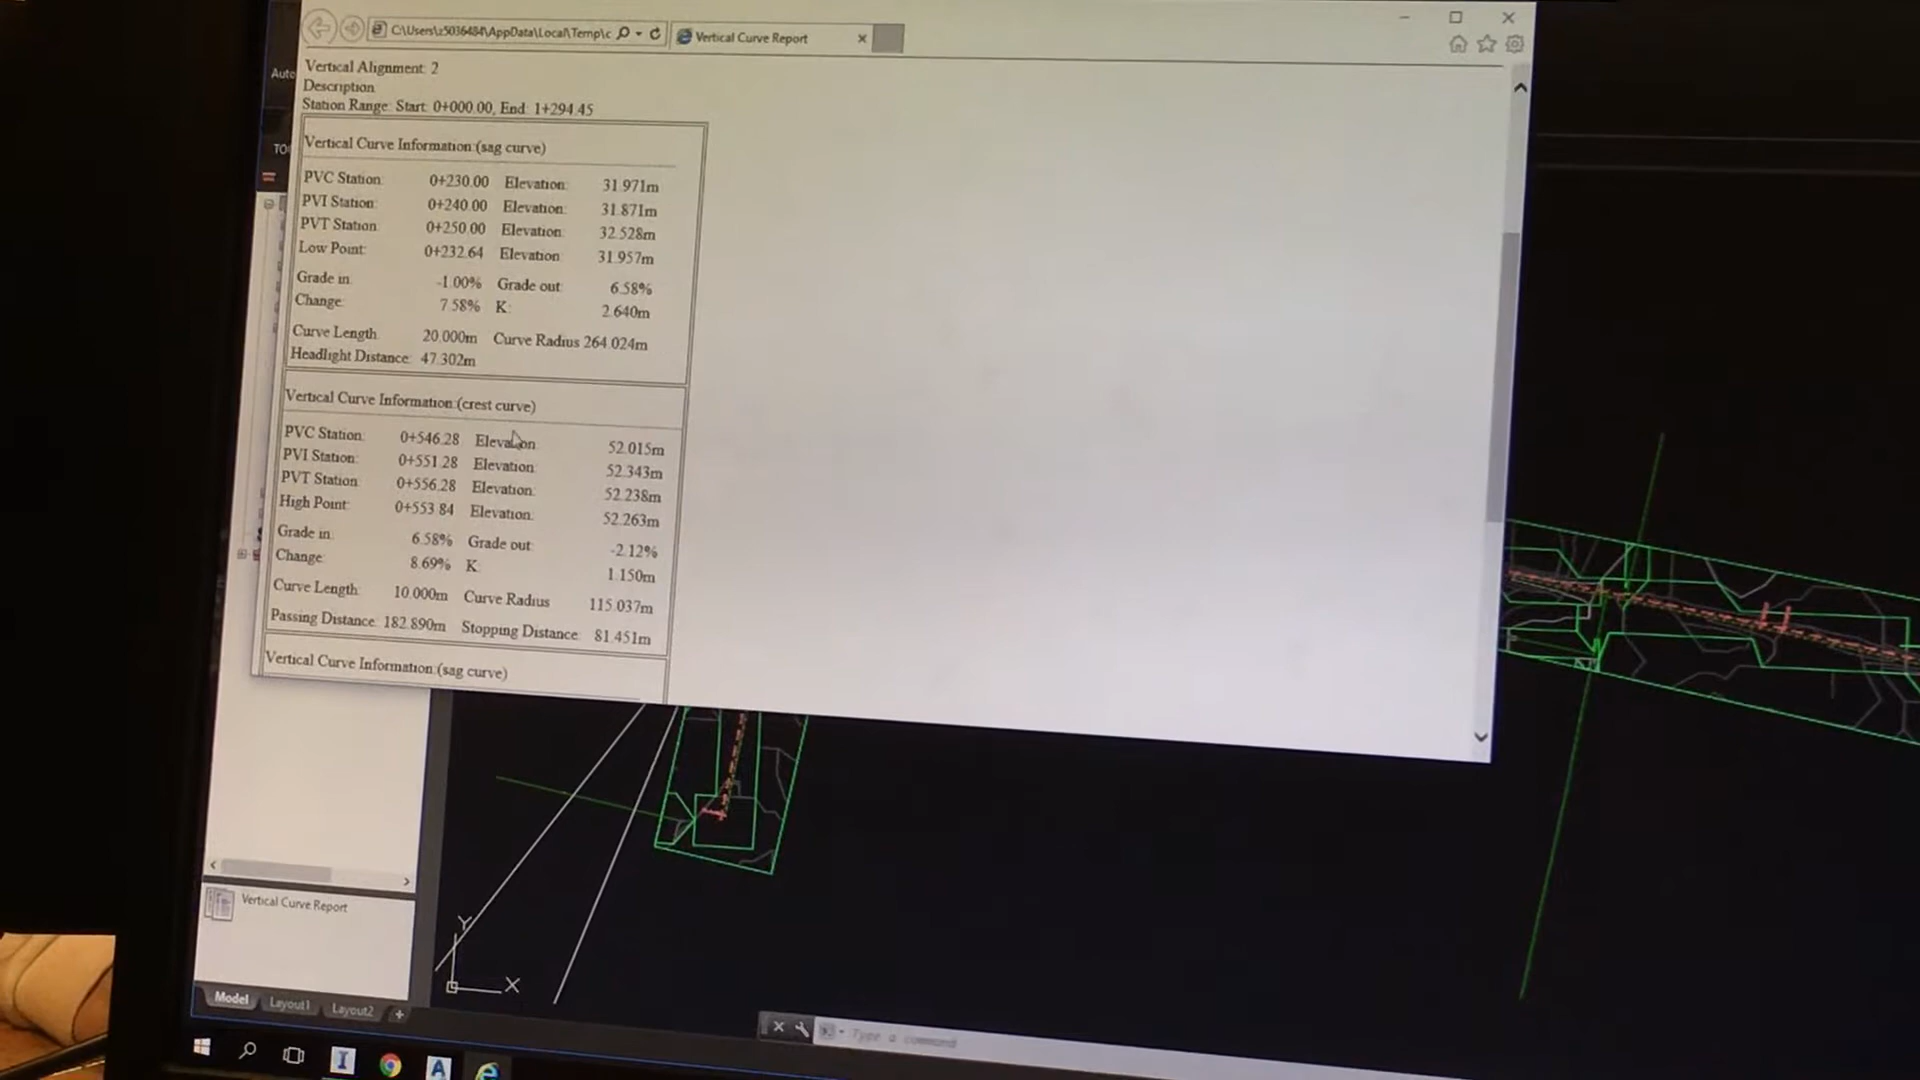 C:\Users\z5036484\AppData\Local\Temp\c
Vertical Curve Report
Auto
Vertical Alignment: 2
Description:
Station Range: Start: 0+000.00, End: 1+294.45
Vertical Curve Information:(sag curve)
PVC Station: 0+230.00 Elevation: 31.971m
PVI Station: 0+240.00 Elevation: 31.871m
PVT Station: 0+250.00 Elevation: 32.528m
Low Point: 0+232.64 Elevation: 31.957m
Grade in: -1.00% Grade out: 6.58%
Change: 7.58% K: 2.640m
Curve Length: 20.000m Curve Radius 264.024m
Headlight Distance: 47.302m
Vertical Curve Information:(crest curve)
PVC Station: 0+546.28 Elevation: 52.015m
PVI Station: 0+551.28 Elevation: 52.343m
PVT Station: 0+556.28 Elevation: 52.238m
High Point: 0+553.84 Elevation: 52.263m
Grade in: 6.58% Grade out: -2.12%
Change: 8.69% K: 1.150m
Curve Length: 10.000m Curve Radius 115.037m
Passing Distance: 182.890m Stopping Distance: 81.451m
Vertical Curve Information:(sag curve)
Vertical Curve Report
Y
X
Model Layout1 Layout2 +
Type a command